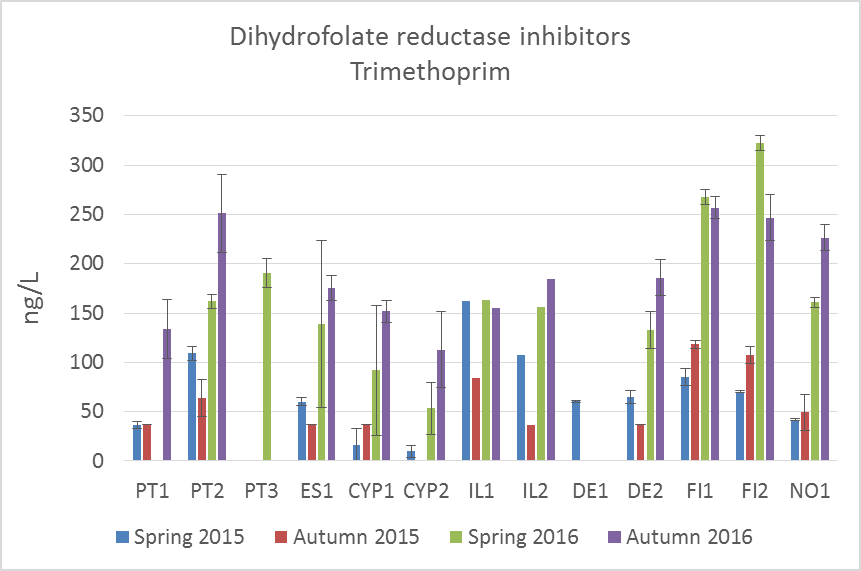 Dihydrofolate reductase inhibitors
Trimethoprim
350
300
250
200
150
100
50
0
ng/L
PT1 PT2 PT3 ES1 CYP1 CYP2 IL1 IL2 DE1 DE2 FI1 FI2 NO1
Spring 2015 Autumn 2015 Spring 2016 Autumn 2016